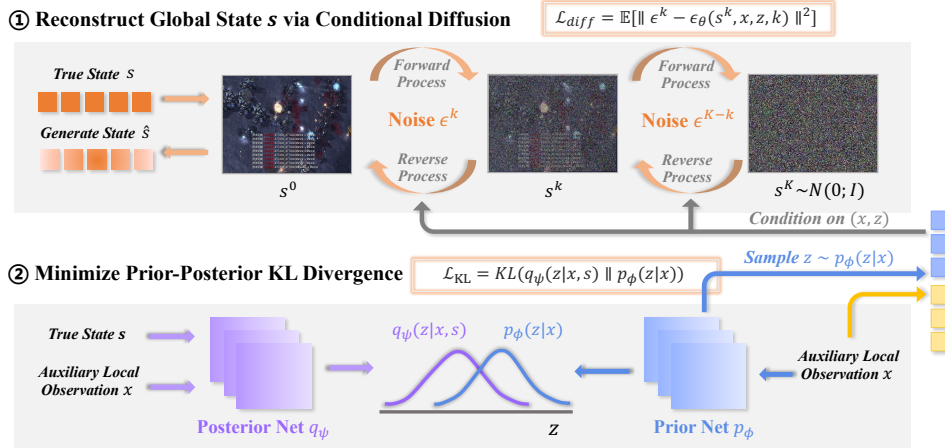 ① Reconstruct Global State s via Conditional Diffusion
ℒ_diff = 𝔼[‖ ϵ^k − ϵ_θ(s^k, x, z, k) ‖²]
True State s
Generate State ŝ
Forward
Process
Noise ϵ^k
Reverse
Process
Forward
Process
Noise ϵ^{K−k}
Reverse
Process
s^0
s^k
s^K~N(0; I)
Condition on (x, z)
② Minimize Prior-Posterior KL Divergence
ℒ_KL = KL(q_ψ(z|x, s) ‖ p_ϕ(z|x))
Sample z ~ p_ϕ(z|x)
True State s
Auxiliary Local
Observation x
Posterior Net q_ψ
q_ψ(z|x, s)
p_ϕ(z|x)
z
Prior Net p_ϕ
Auxiliary Local
Observation x